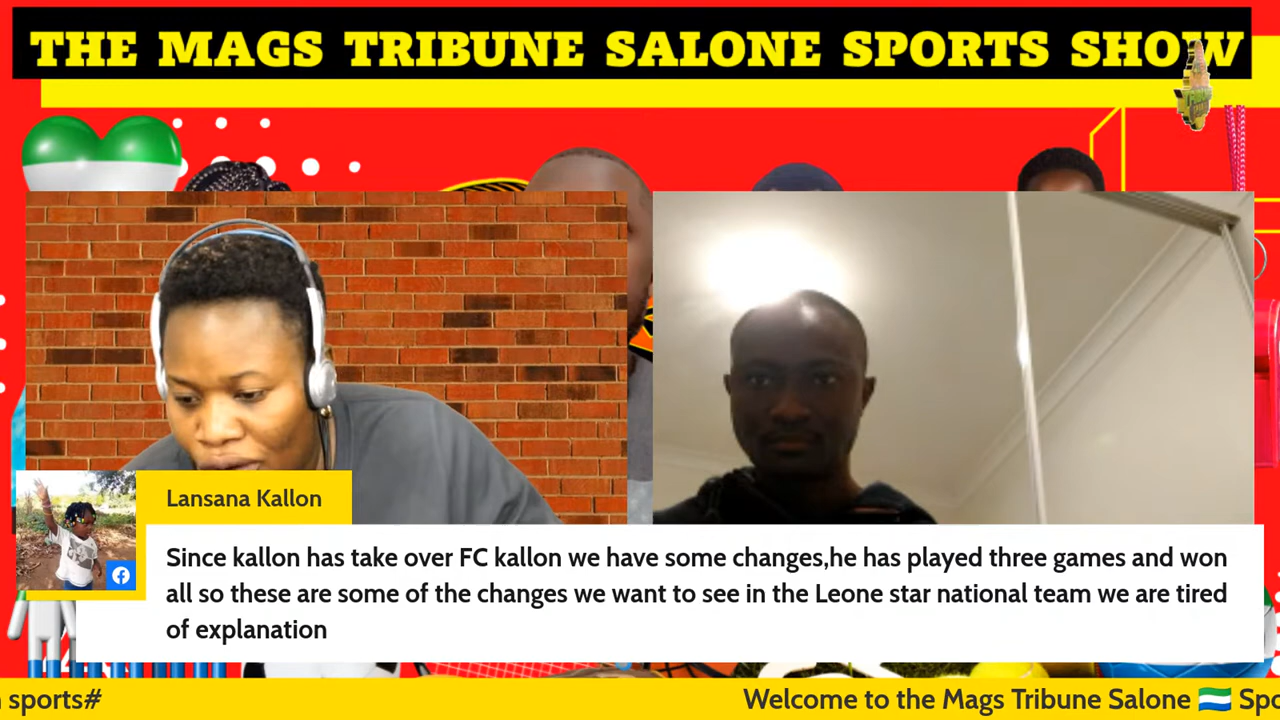 THE MAGS TRIBUNE SALONE SPORTS SHOW
Lansana Kallon
Since kallon has take over FC kallon we have some changes,he has played three games and won
all so these are some of the changes we want to see in the Leone star national team we are tired
of explanation
sports# Welcome to the Mags Tribune Salone 🇸🇱 Spo